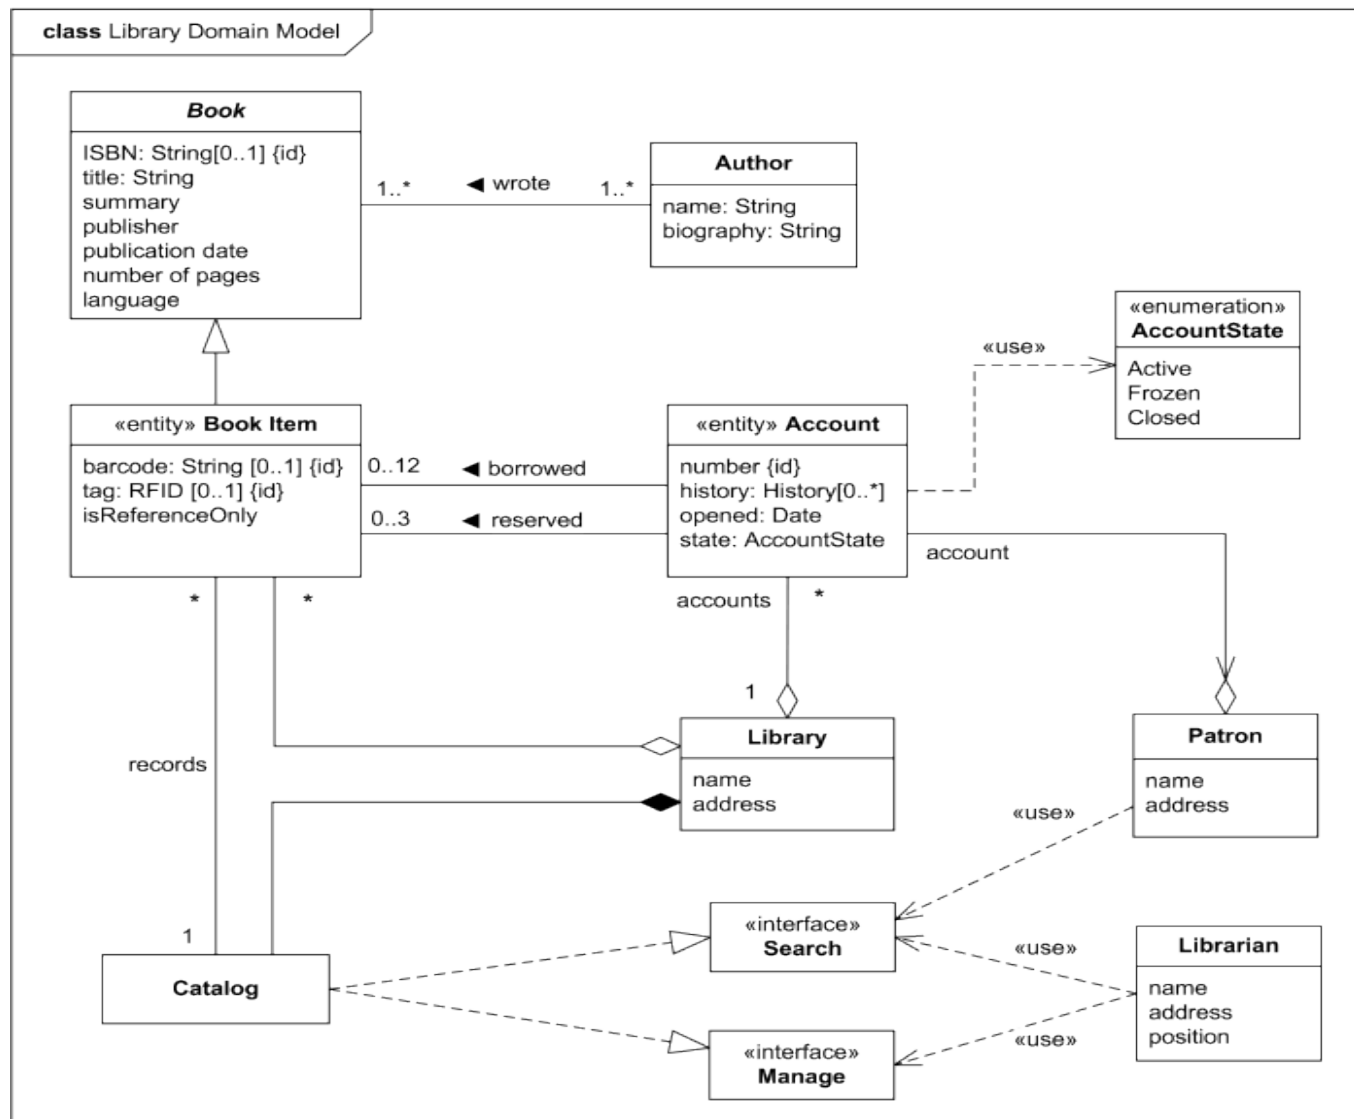 class Library Domain Model
Book
ISBN: String[0..1] {id}
title: String
summary
publisher
publication date
number of pages
language
1..*
◄ wrote
1..*
Author
name: String
biography: String
«enumeration»
AccountState
Active
Frozen
Closed
«use»
«entity» Book Item
barcode: String [0..1] {id}
tag: RFID [0..1] {id}
isReferenceOnly
0..12
◄ borrowed
0..3
◄ reserved
«entity» Account
number {id}
history: History[0..*]
opened: Date
state: AccountState
account
*
*
accounts
*
1
Library
name
address
Patron
name
address
records
«use»
1
Catalog
«interface»
Search
«use»
Librarian
name
address
position
«interface»
Manage
«use»